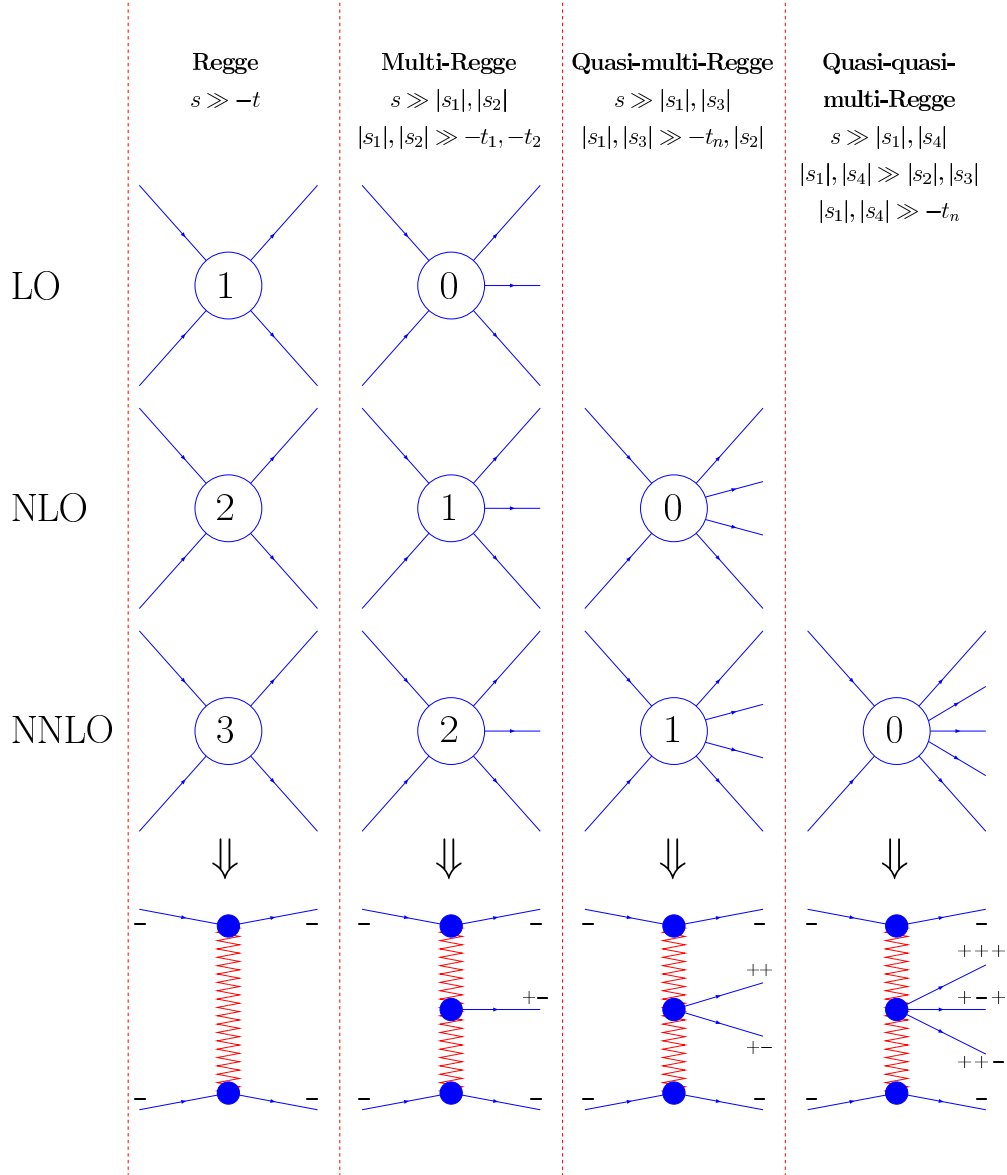 Regge
s ≫ −t
Multi-Regge
s ≫ |s₁|, |s₂|
|s₁|, |s₂| ≫ −t₁, −t₂
Quasi-multi-Regge
s ≫ |s₁|, |s₃|
|s₁|, |s₃| ≫ −tₙ, |s₂|
Quasi-quasi-
multi-Regge
s ≫ |s₁|, |s₄|
|s₁|, |s₄| ≫ |s₂|, |s₃|
|s₁|, |s₄| ≫ −tₙ
LO 1 0
NLO 2 1 0
NNLO 3 2 1 0
⇓ ⇓ ⇓ ⇓
− − − − − − − −
+++
++
+− +−+
+−
++−
− − − − − − − −